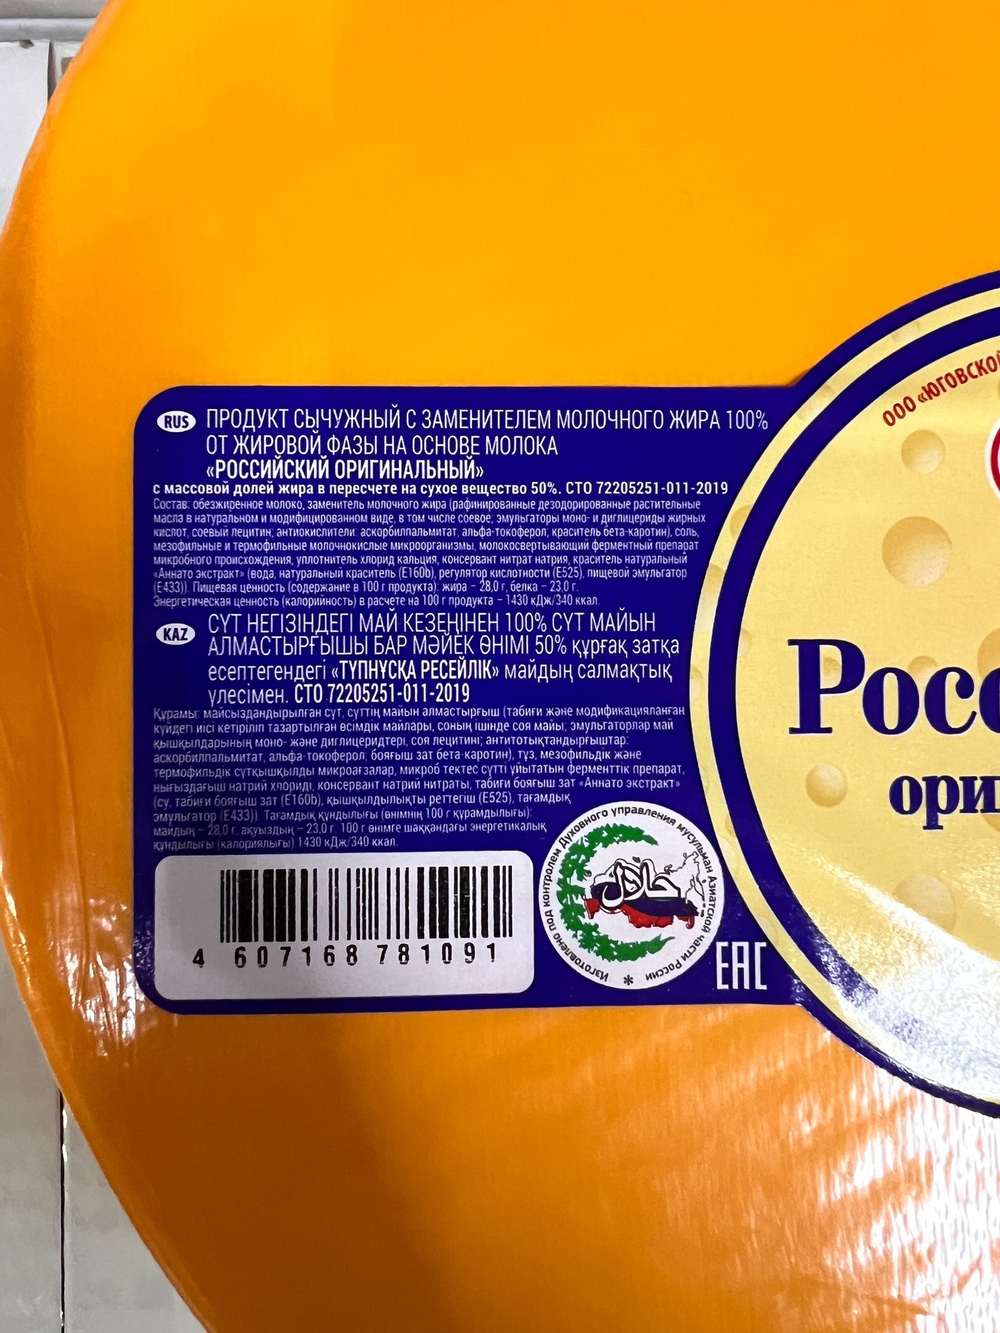 RUS ПРОДУКТ СЫЧУЖНЫЙ С ЗАМЕНИТЕЛЕМ МОЛОЧНОГО ЖИРА 100%
ОТ ЖИРОВОЙ ФАЗЫ НА ОСНОВЕ МОЛОКА
«РОССИЙСКИЙ ОРИГИНАЛЬНЫЙ»
с массовой долей жира в пересчете на сухое вещество 50%. СТО 72205251-011-2019
Состав: обезжиренное молоко, заменитель молочного жира (рафинированные дезодорированные растительные
масла в натуральном и модифицированном виде, в том числе соевое; эмульгаторы моно- и диглицериды жирных
кислот, соевый лецитин; антиокислители: аскорбилпальмитат, альфа-токоферол; краситель бета-каротин), соль,
мезофильные и термофильные молочнокислые микроорганизмы, молокосвертывающий ферментный препарат
микробного происхождения, уплотнитель хлорид кальция, консервант нитрат натрия, краситель натуральный
«Аннато экстракт» (вода, натуральный краситель (Е160b), регулятор кислотности (Е525), пищевой эмульгатор
(Е433)). Пищевая ценность (содержание в 100 г продукта): жира – 28,0 г, белка – 23,0 г.
Энергетическая ценность (калорийность) в расчете на 100 г продукта – 1430 кДж/340 ккал.
KAZ СҮТ НЕГІЗІНДЕГІ МАЙ КЕЗЕҢІНЕН 100% СҮТ МАЙЫН
АЛМАСТЫРҒЫШЫ БАР МӘЙЕК ӨНІМІ 50% құрғақ затқа
есептегендегі «ТҮПНҰСҚА РЕСЕЙЛІК» майдың салмақтық
үлесімен. СТО 72205251-011-2019
Құрамы: майсыздандырылған сүт, сүттің майын алмастырғыш (табиғи және модификацияланған
күйдегі иісі кетіріліп тазартылған өсімдік майлары, соның ішінде соя майы; эмульгаторлар май
қышқылдарының моно- және диглицеридтері, соя лецитині; антитотықтандырғыштар:
аскорбилпальмитат, альфа-токоферол; бояғыш зат бета-каротин), тұз, мезофильдік және
термофильдік сүтқышқылды микроағзалар, микроб тектес сүтті ұйытатын ферменттік препарат,
нығыздағыш натрий хлориді, консервант натрий нитраты, табиғи бояғыш зат «Аннато экстракт»
(су, табиғи бояғыш зат (Е160b), қышқылдылықты реттегіш (Е525), тағамдық
эмульгатор (Е433)) Тағамдық құндылығы (өнімнің 100 г құрамдылығы):
майдың – 28,0 г, ақуыздың – 23,0 г. 100 г өнімге шаққандағы энергетикалық
құндылығы (калориялығы) 1430 кДж/340 ккал.
4 607168 781091
Изготовлено под контролем Духовного управления мусульман Азиатской части России *
حلال
EAC
ООО «ЮГОВСКОЙ
Росс
ориг